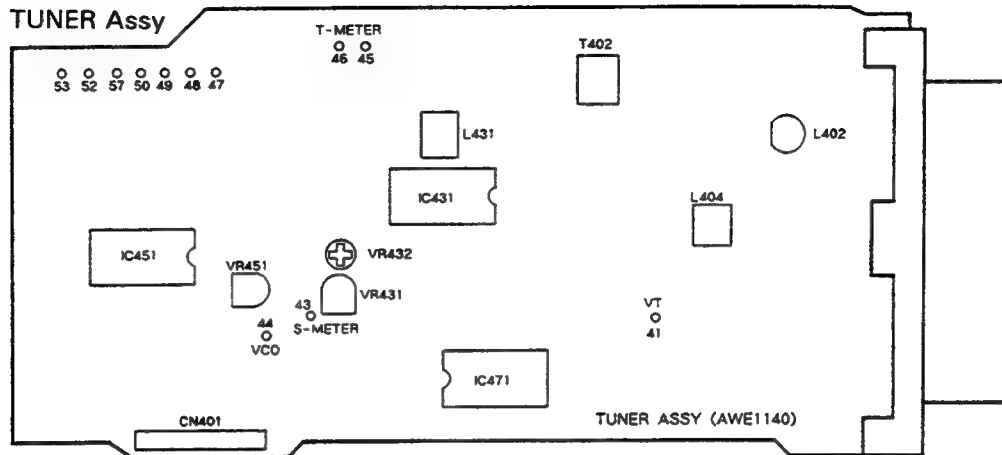 TUNER Assy
T-METER
46 45
T402
53 52 57 50 49 48 47
L431
L402
IC431
L404
IC451
VR432
VR451
VR431
43
S-METER
VT
41
44
VCO
IC471
CN401
TUNER ASSY (AWE1140)